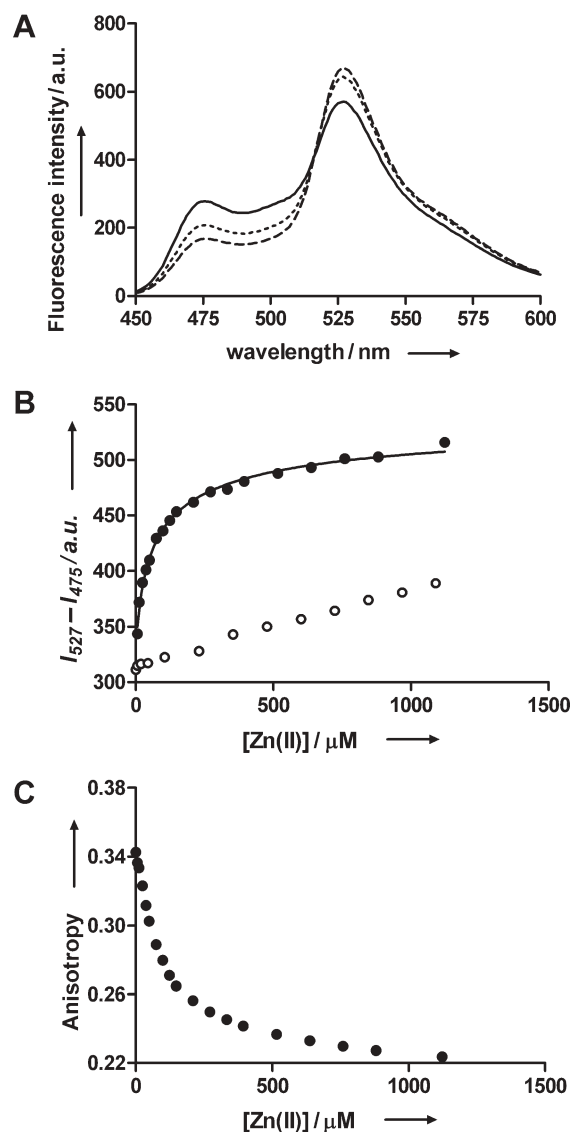 A
Fluorescence intensity / a.u.
800
600
400
200
0
450 475 500 525 550 575 600
wavelength / nm
B
I527 – I475 / a.u.
550
500
450
400
350
300
0 500 1000 1500
[Zn(II)] / µM
C
Anisotropy
0.38
0.34
0.30
0.26
0.22
0 500 1000 1500
[Zn(II)] / µM